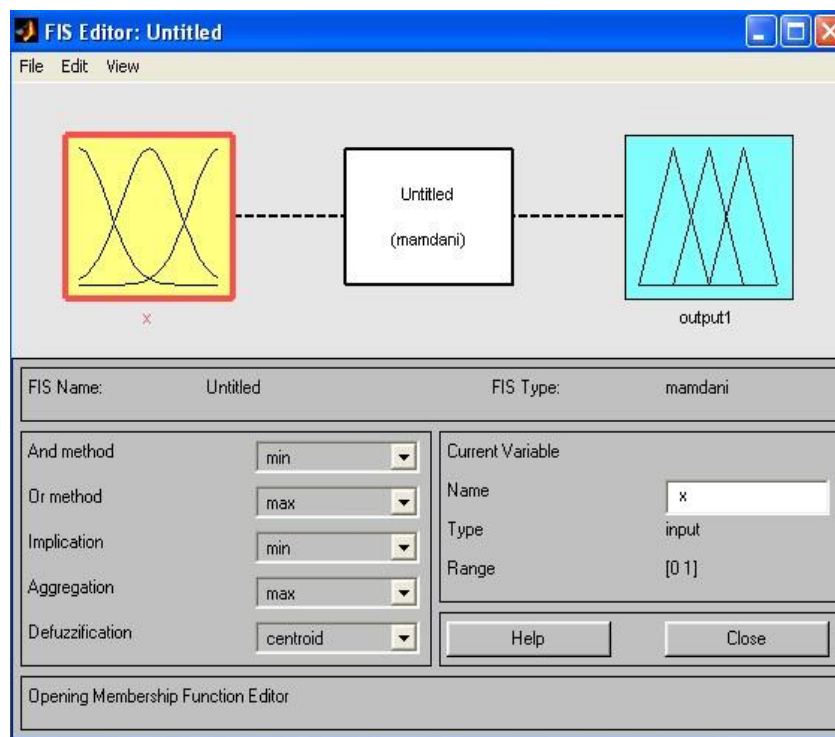 FIS Editor: Untitled
File Edit View
Untitled
(mamdani)
x
output1
FIS Name: Untitled FIS Type: mamdani
And method min
Or method max
Implication min
Aggregation max
Defuzzification centroid
Current Variable
Name x
Type input
Range [0 1]
Help Close
Opening Membership Function Editor